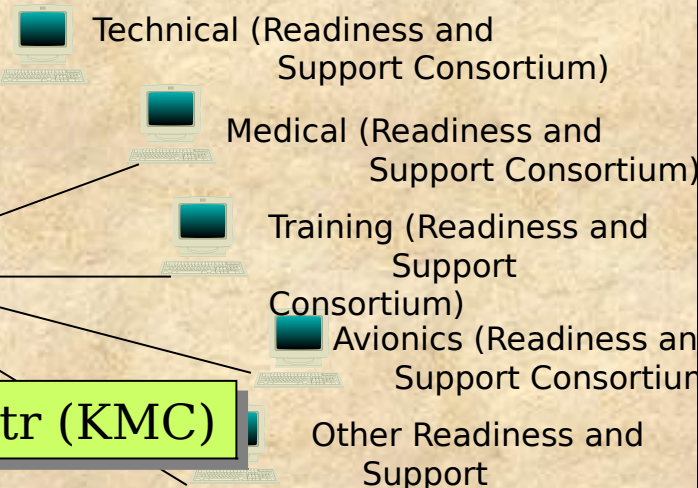 Technical (Readiness and
Support Consortium)
Medical (Readiness and
Support Consortium)
Training (Readiness and
Support
Consortium)
Avionics (Readiness an
Support Consortiu
tr (KMC)
Other Readiness and
Support